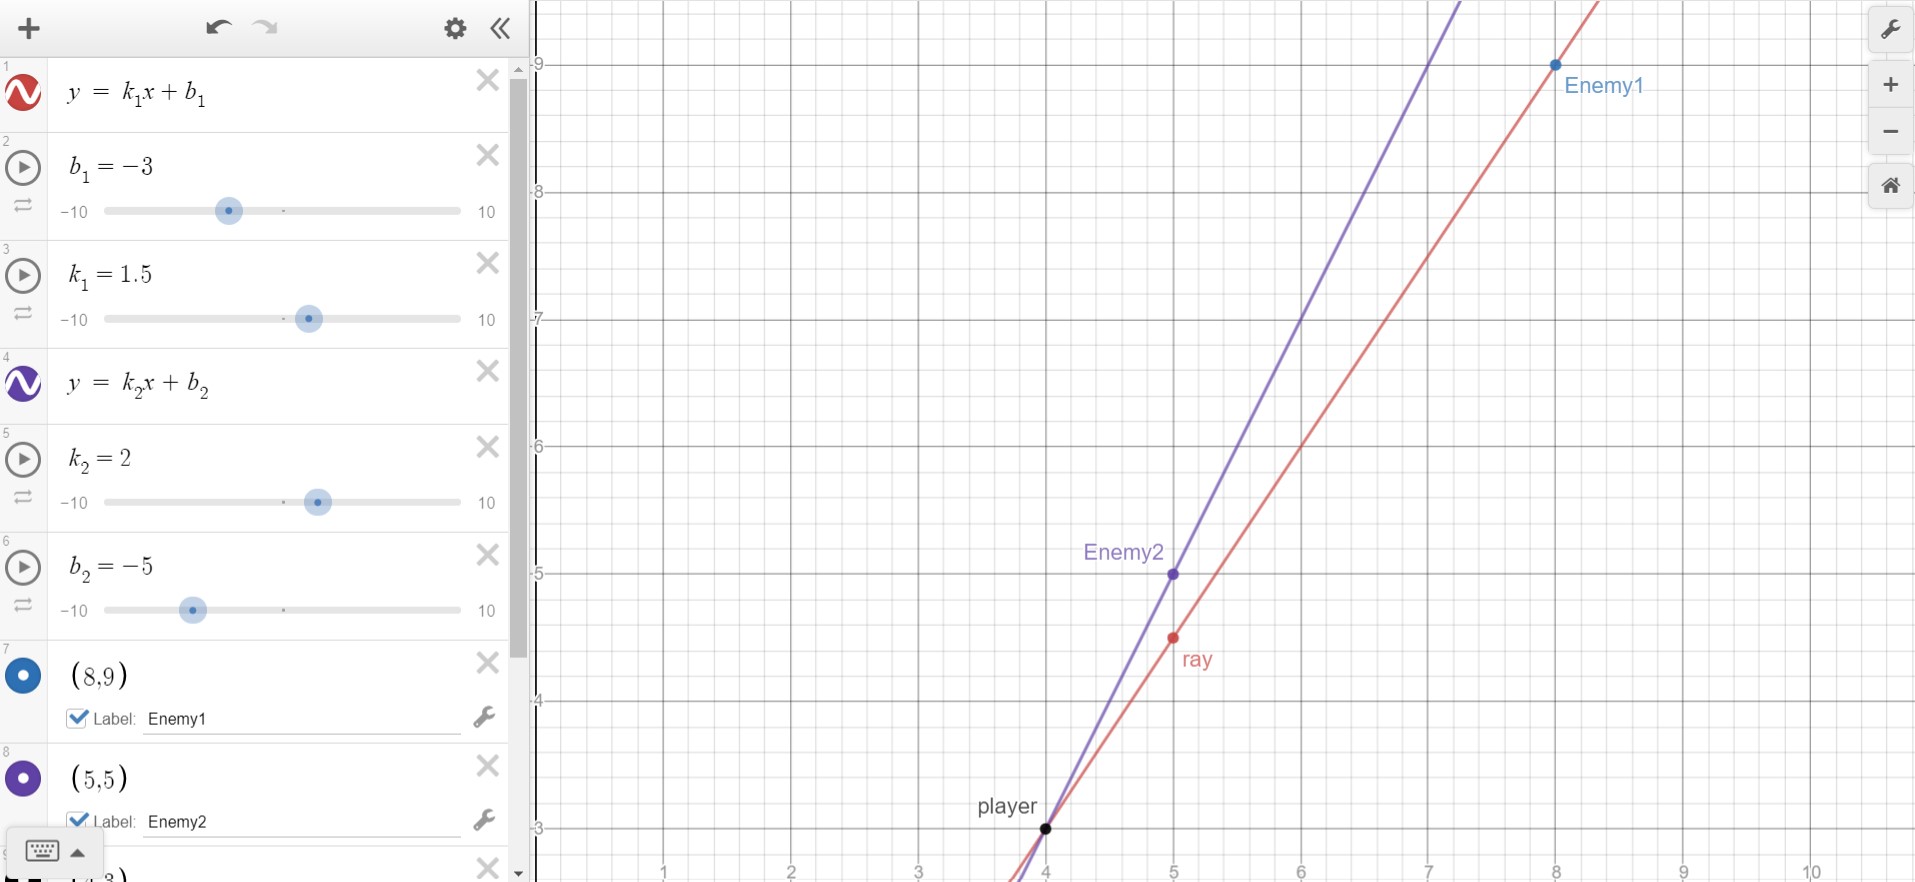 1
y = k₁x + b₁
2
b₁ = −3
−10 10
3
k₁ = 1.5
−10 10
4
y = k₂x + b₂
5
k₂ = 2
−10 10
6
b₂ = −5
−10 10
7
(8,9)
Label: Enemy1
8
(5,5)
Label: Enemy2
9
8
7
6
5
4
3
1 2 3 4 5 6 7 8 9 10
Enemy1
Enemy2
ray
player